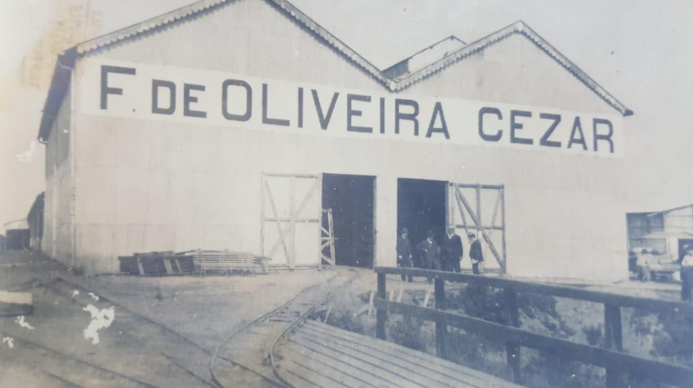 F. DE OLIVEIRA CEZAR